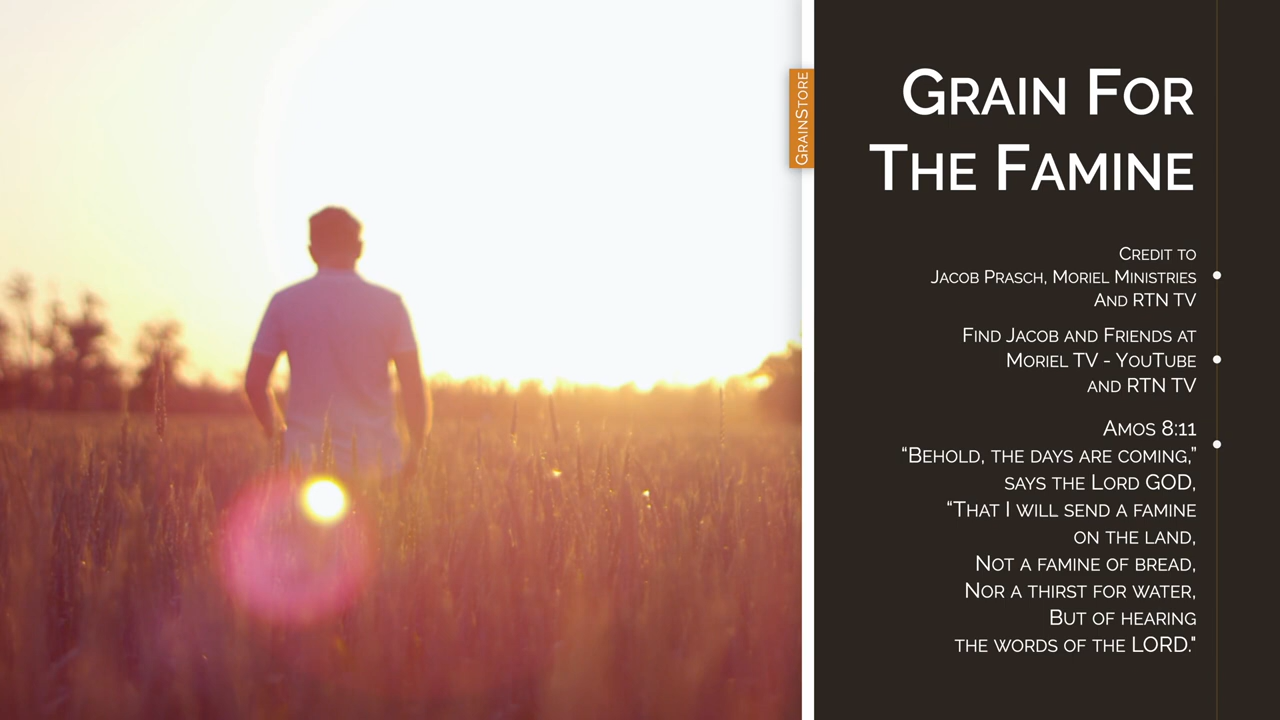 GrainStore
Grain For
The Famine
Credit to
Jacob Prasch, Moriel Ministries
And RTN TV
Find Jacob and Friends at
Moriel TV - YouTube
and RTN TV
Amos 8:11
“Behold, the days are coming,”
says the Lord GOD,
“That I will send a famine
on the land,
Not a famine of bread,
Nor a thirst for water,
But of hearing
the words of the LORD."